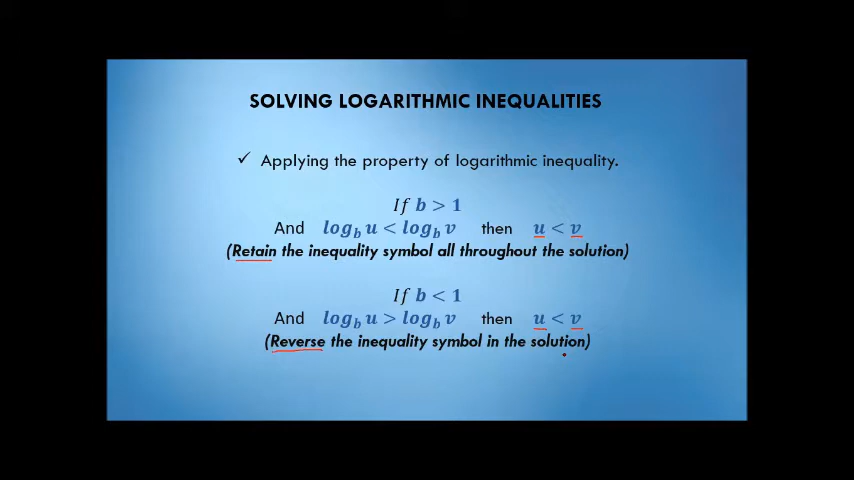 SOLVING LOGARITHMIC INEQUALITIES
✓ Applying the property of logarithmic inequality.
If b > 1
And log_b u < log_b v then u < v
(Retain the inequality symbol all throughout the solution)
If b < 1
And log_b u > log_b v then u < v
(Reverse the inequality symbol in the solution)